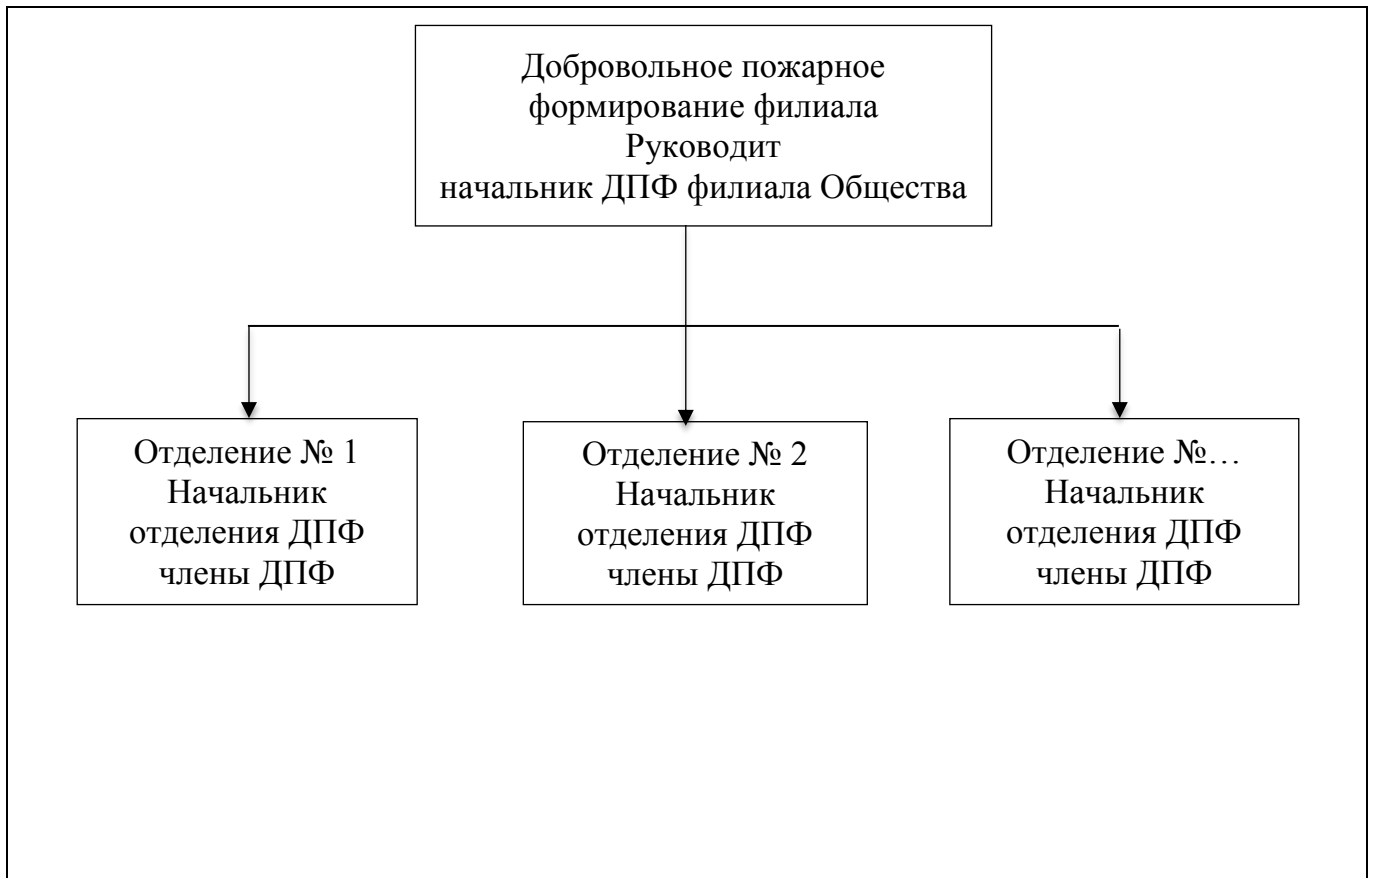 Добровольное пожарное
формирование филиала
Руководит
начальник ДПФ филиала Общества
Отделение № 1
Начальник
отделения ДПФ
члены ДПФ
Отделение № 2
Начальник
отделения ДПФ
члены ДПФ
Отделение №…
Начальник
отделения ДПФ
члены ДПФ